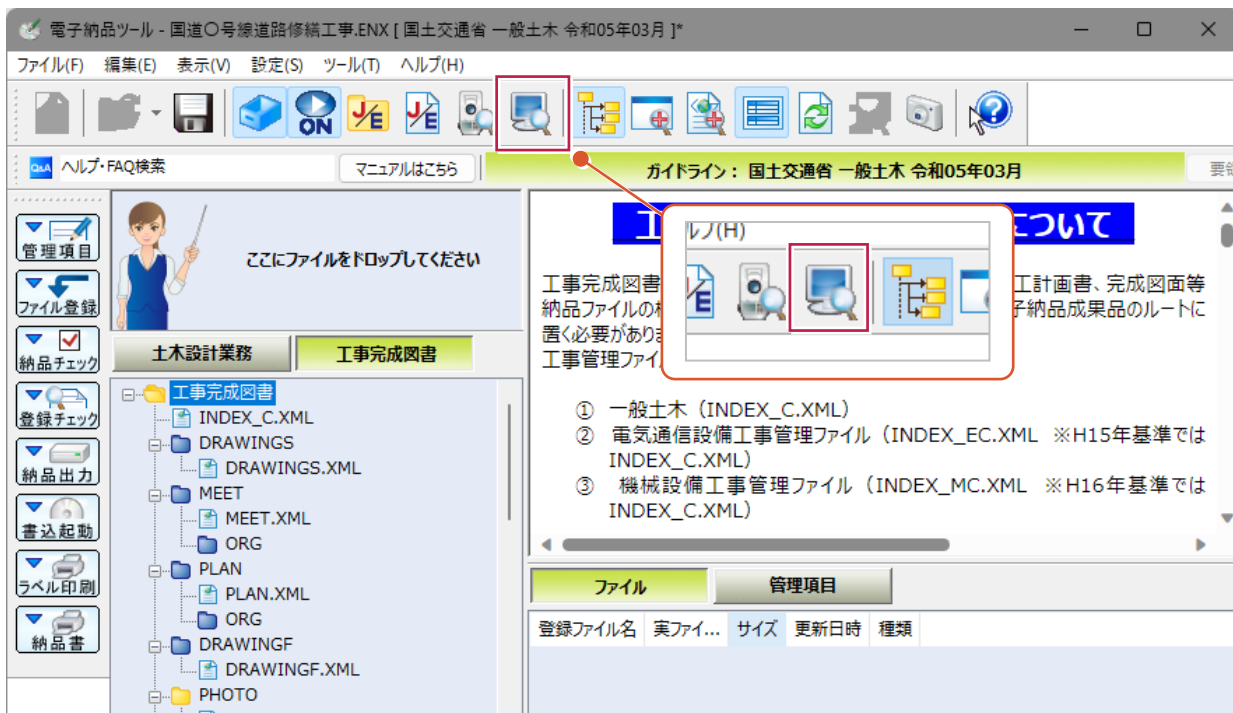 電子納品ツール - 国道〇号線道路修繕工事.ENX [ 国土交通省 一般土木 令和05年03月 ]*
ファイル(F) 編集(E) 表示(V) 設定(S) ツール(T) ヘルプ(H)
ON J/E J/E
Q&A ヘルプ・FAQ検索 マニュアルはこちら ガイドライン： 国土交通省 一般土木 令和05年03月
管理項目
ファイル登録
納品チェック
登録チェック
納品出力
書込起動
ラベル印刷
納品書
ここにファイルをドロップしてください
土木設計業務 工事完成図書
工事完成図書
INDEX_C.XML
DRAWINGS
DRAWINGS.XML
MEET
MEET.XML
ORG
PLAN
PLAN.XML
ORG
DRAWINGF
DRAWINGF.XML
PHOTO
について
工事完成図書 工計画書、完成図面等
納品ファイルの 子納品成果品のルートに
置く必要があり
工事管理ファイ
ルプ(H)
① 一般土木（INDEX_C.XML）
② 電気通信設備工事管理ファイル（INDEX_EC.XML ※H15年基準では
INDEX_C.XML）
③ 機械設備工事管理ファイル（INDEX_MC.XML ※H16年基準では
INDEX_C.XML）
ファイル 管理項目
登録ファイル名 実ファイ... サイズ 更新日時 種類